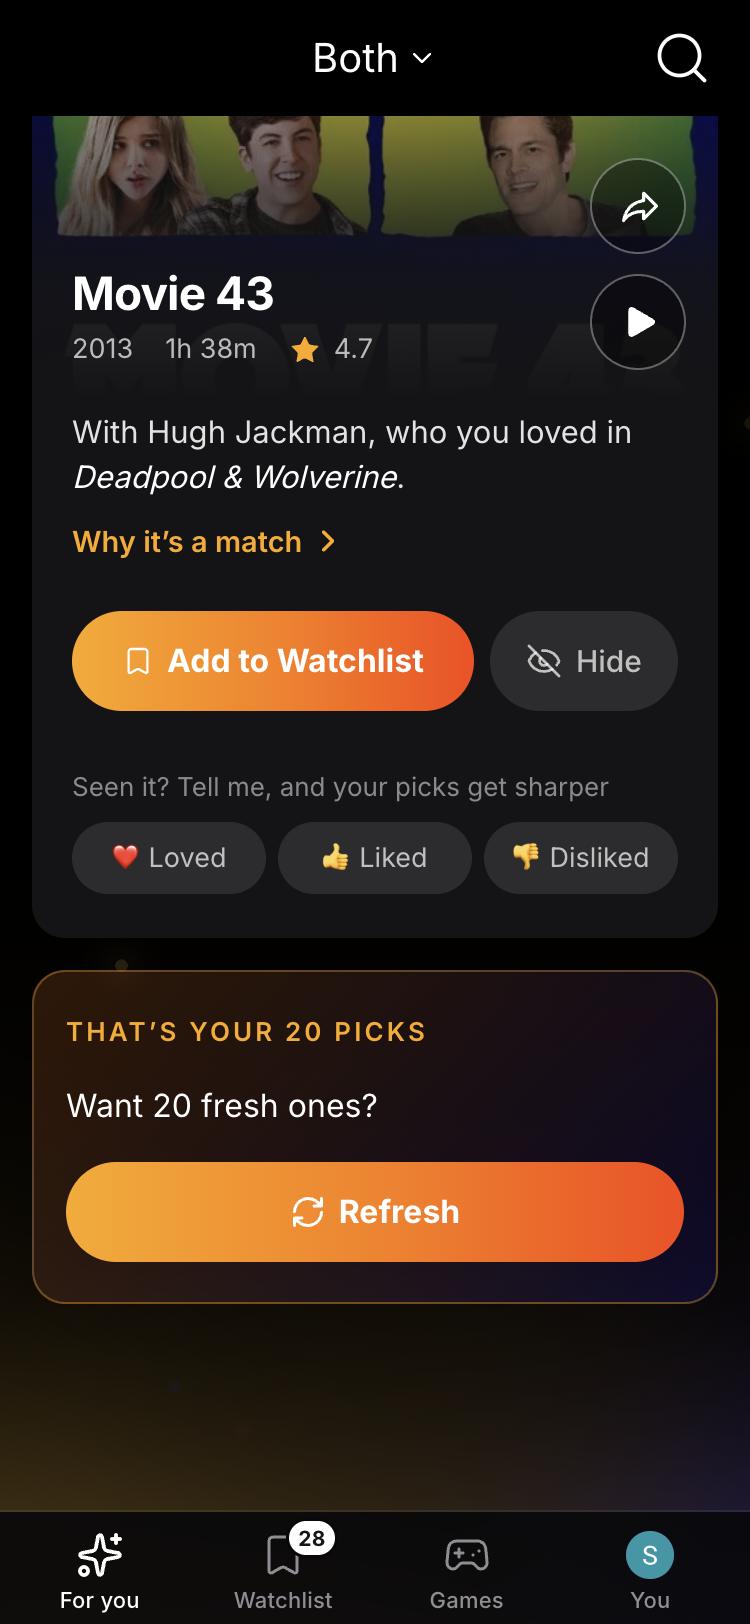 Both
Movie 43
2013 1h 38m 4.7
MOVIE 43
With Hugh Jackman, who you loved in
Deadpool & Wolverine.
Why it’s a match
Add to Watchlist
Hide
Seen it? Tell me, and your picks get sharper
❤️ Loved
👍 Liked
👎 Disliked
THAT’S YOUR 20 PICKS
Want 20 fresh ones?
Refresh
28
S
For you
Watchlist
Games
You